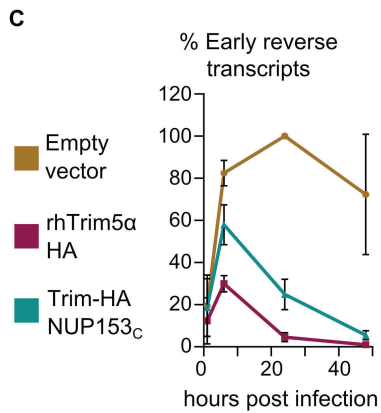 C
% Early reverse
transcripts
Empty
vector
rhTrim5α
HA
Trim-HA
NUP153C
120
100
80
60
40
20
0
0 20 40
hours post infection